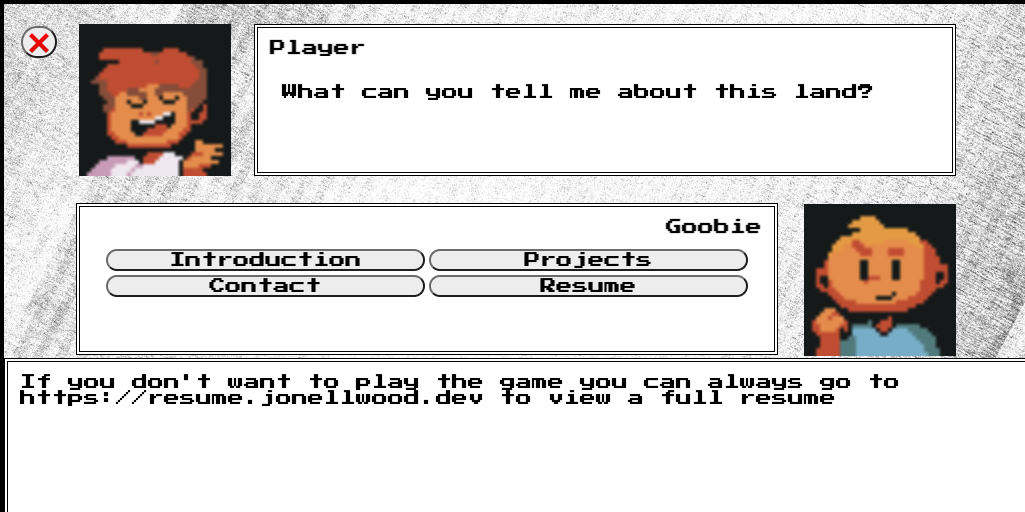 Player
What can you tell me about this land?
Goobie
Introduction
Projects
Contact
Resume
If you don't want to play the game you can always go to
https://resume.jonellwood.dev to view a full resume